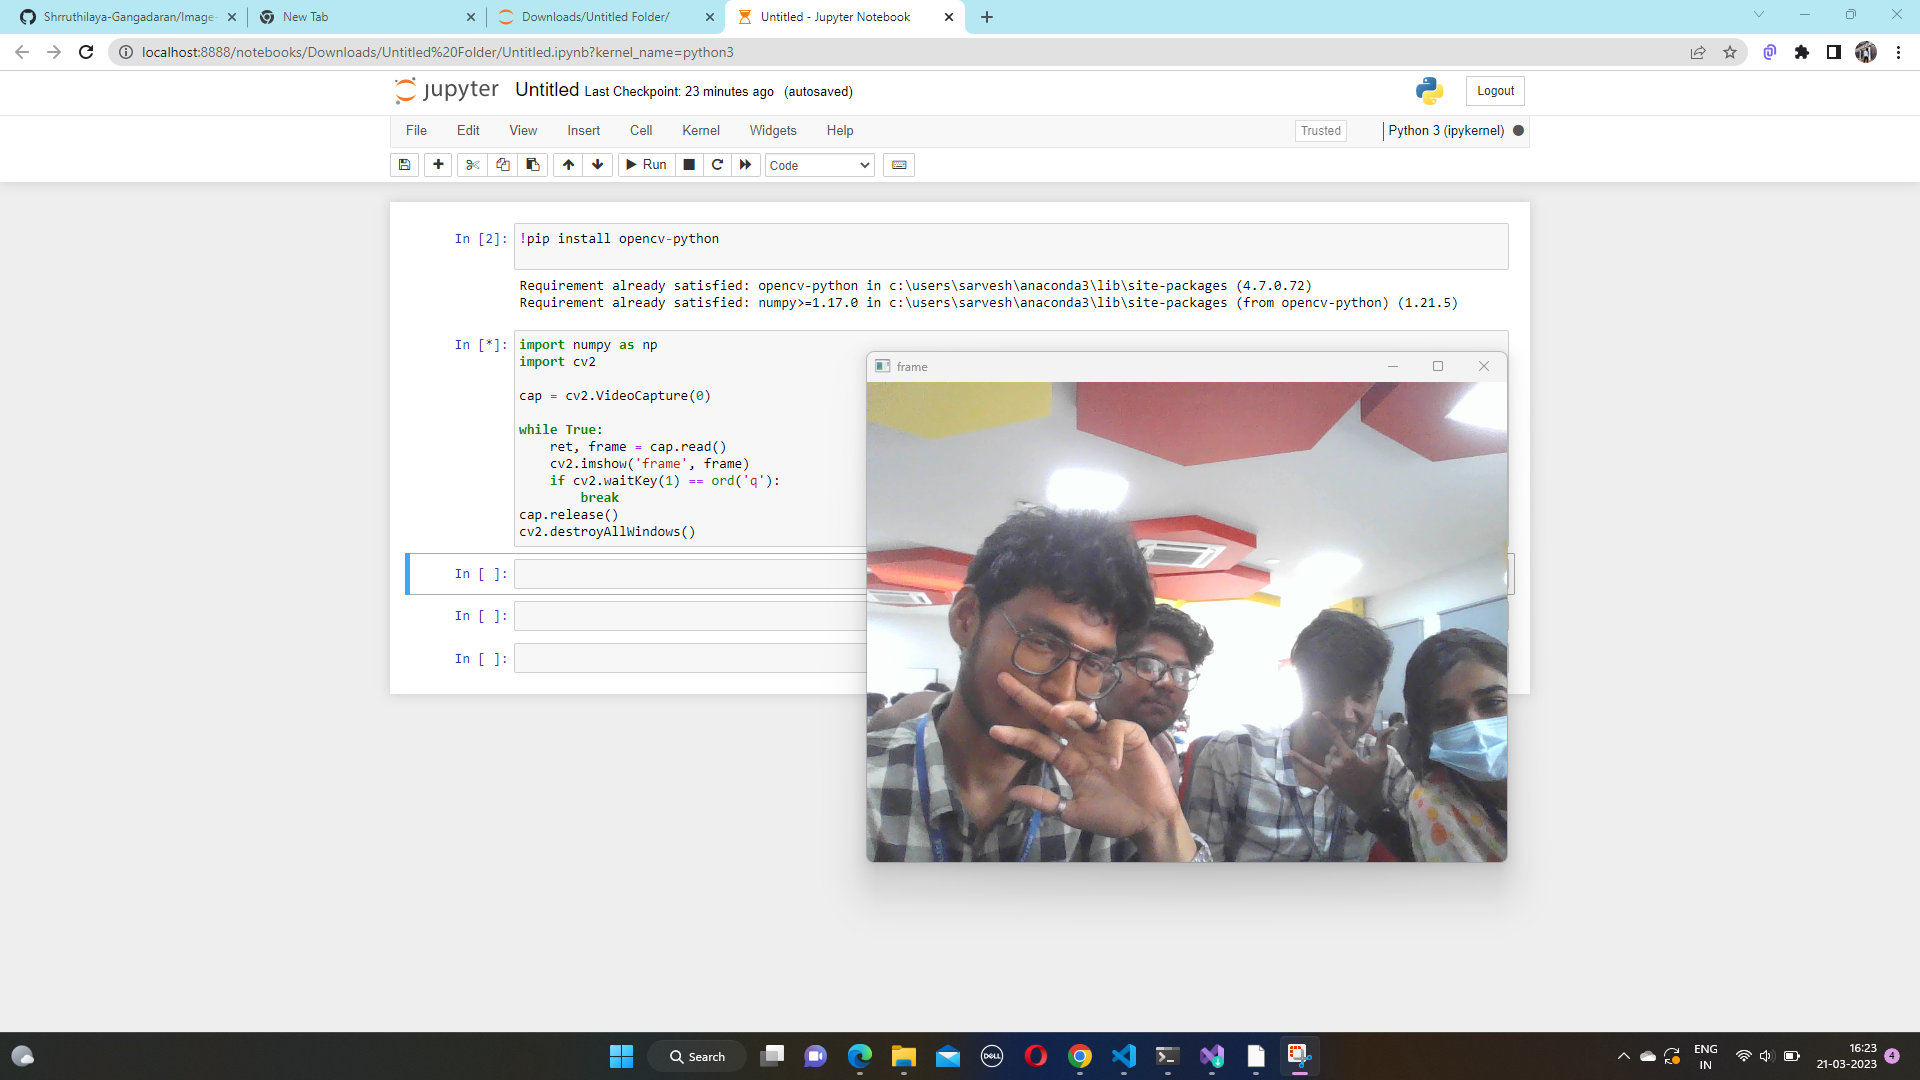 Shrruthilaya-Gangadaran/Image-
New Tab
Downloads/Untitled Folder/
Untitled - Jupyter Notebook
localhost:8888/notebooks/Downloads/Untitled%20Folder/Untitled.ipynb?kernel_name=python3
jupyter Untitled Last Checkpoint: 23 minutes ago (autosaved)
Logout
File Edit View Insert Cell Kernel Widgets Help
Trusted
Python 3 (ipykernel)
Run
Code
In [2]: !pip install opencv-python
Requirement already satisfied: opencv-python in c:\users\sarvesh\anaconda3\lib\site-packages (4.7.0.72)
Requirement already satisfied: numpy>=1.17.0 in c:\users\sarvesh\anaconda3\lib\site-packages (from opencv-python) (1.21.5)
In [*]: import numpy as np
import cv2
cap = cv2.VideoCapture(0)
while True:
    ret, frame = cap.read()
    cv2.imshow('frame', frame)
    if cv2.waitKey(1) == ord('q'):
        break
cap.release()
cv2.destroyAllWindows()
frame
In [ ]:
In [ ]:
In [ ]:
Search
DELL
ENG
IN
16:23
21-03-2023
4